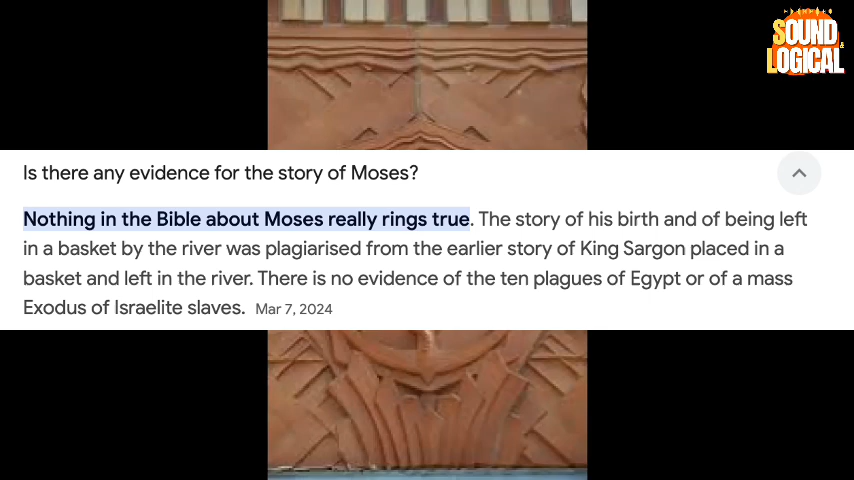 SOUND
& LOGICAL
Is there any evidence for the story of Moses?
Nothing in the Bible about Moses really rings true. The story of his birth and of being left
in a basket by the river was plagiarised from the earlier story of King Sargon placed in a
basket and left in the river. There is no evidence of the ten plagues of Egypt or of a mass
Exodus of Israelite slaves. Mar 7, 2024